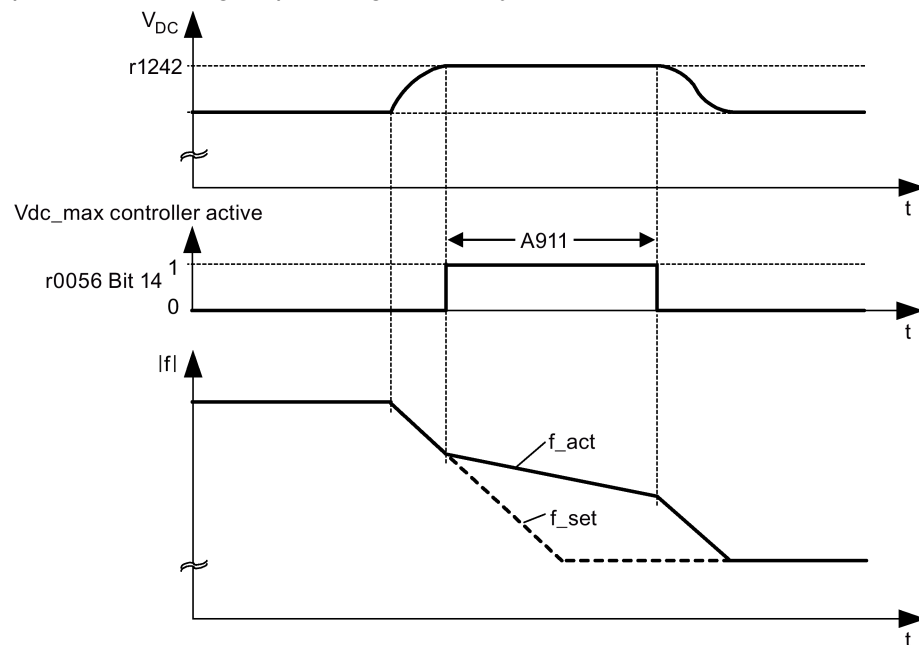 V_DC
r1242
t
Vdc_max controller active
A911
r0056 Bit 14
1
0
t
|f|
f_act
f_set
t